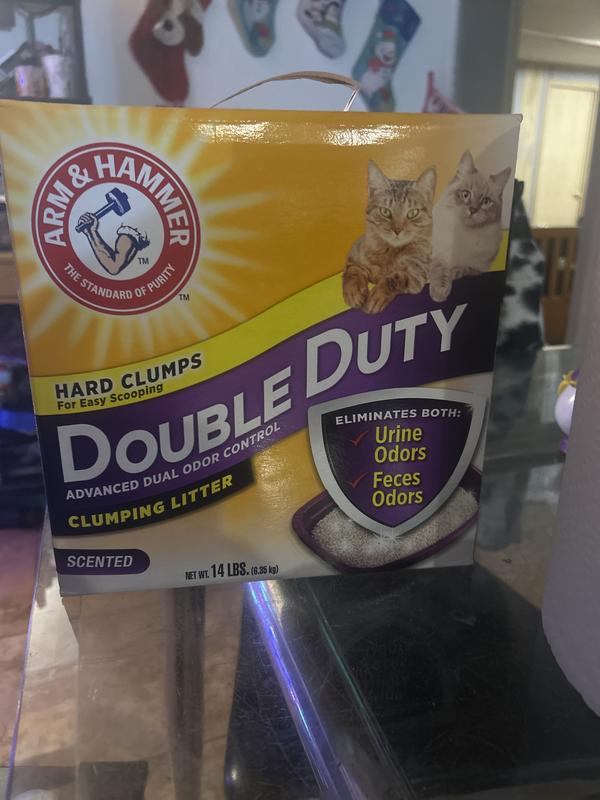 ARM & HAMMER
TM
THE STANDARD OF PURITY
TM
HARD CLUMPS
For Easy Scooping
DOUBLE DUTY
ADVANCED DUAL ODOR CONTROL
CLUMPING LITTER
ELIMINATES BOTH:
Urine
Odors
Feces
Odors
SCENTED
NET WT. 14 LBS. (6.35 kg)